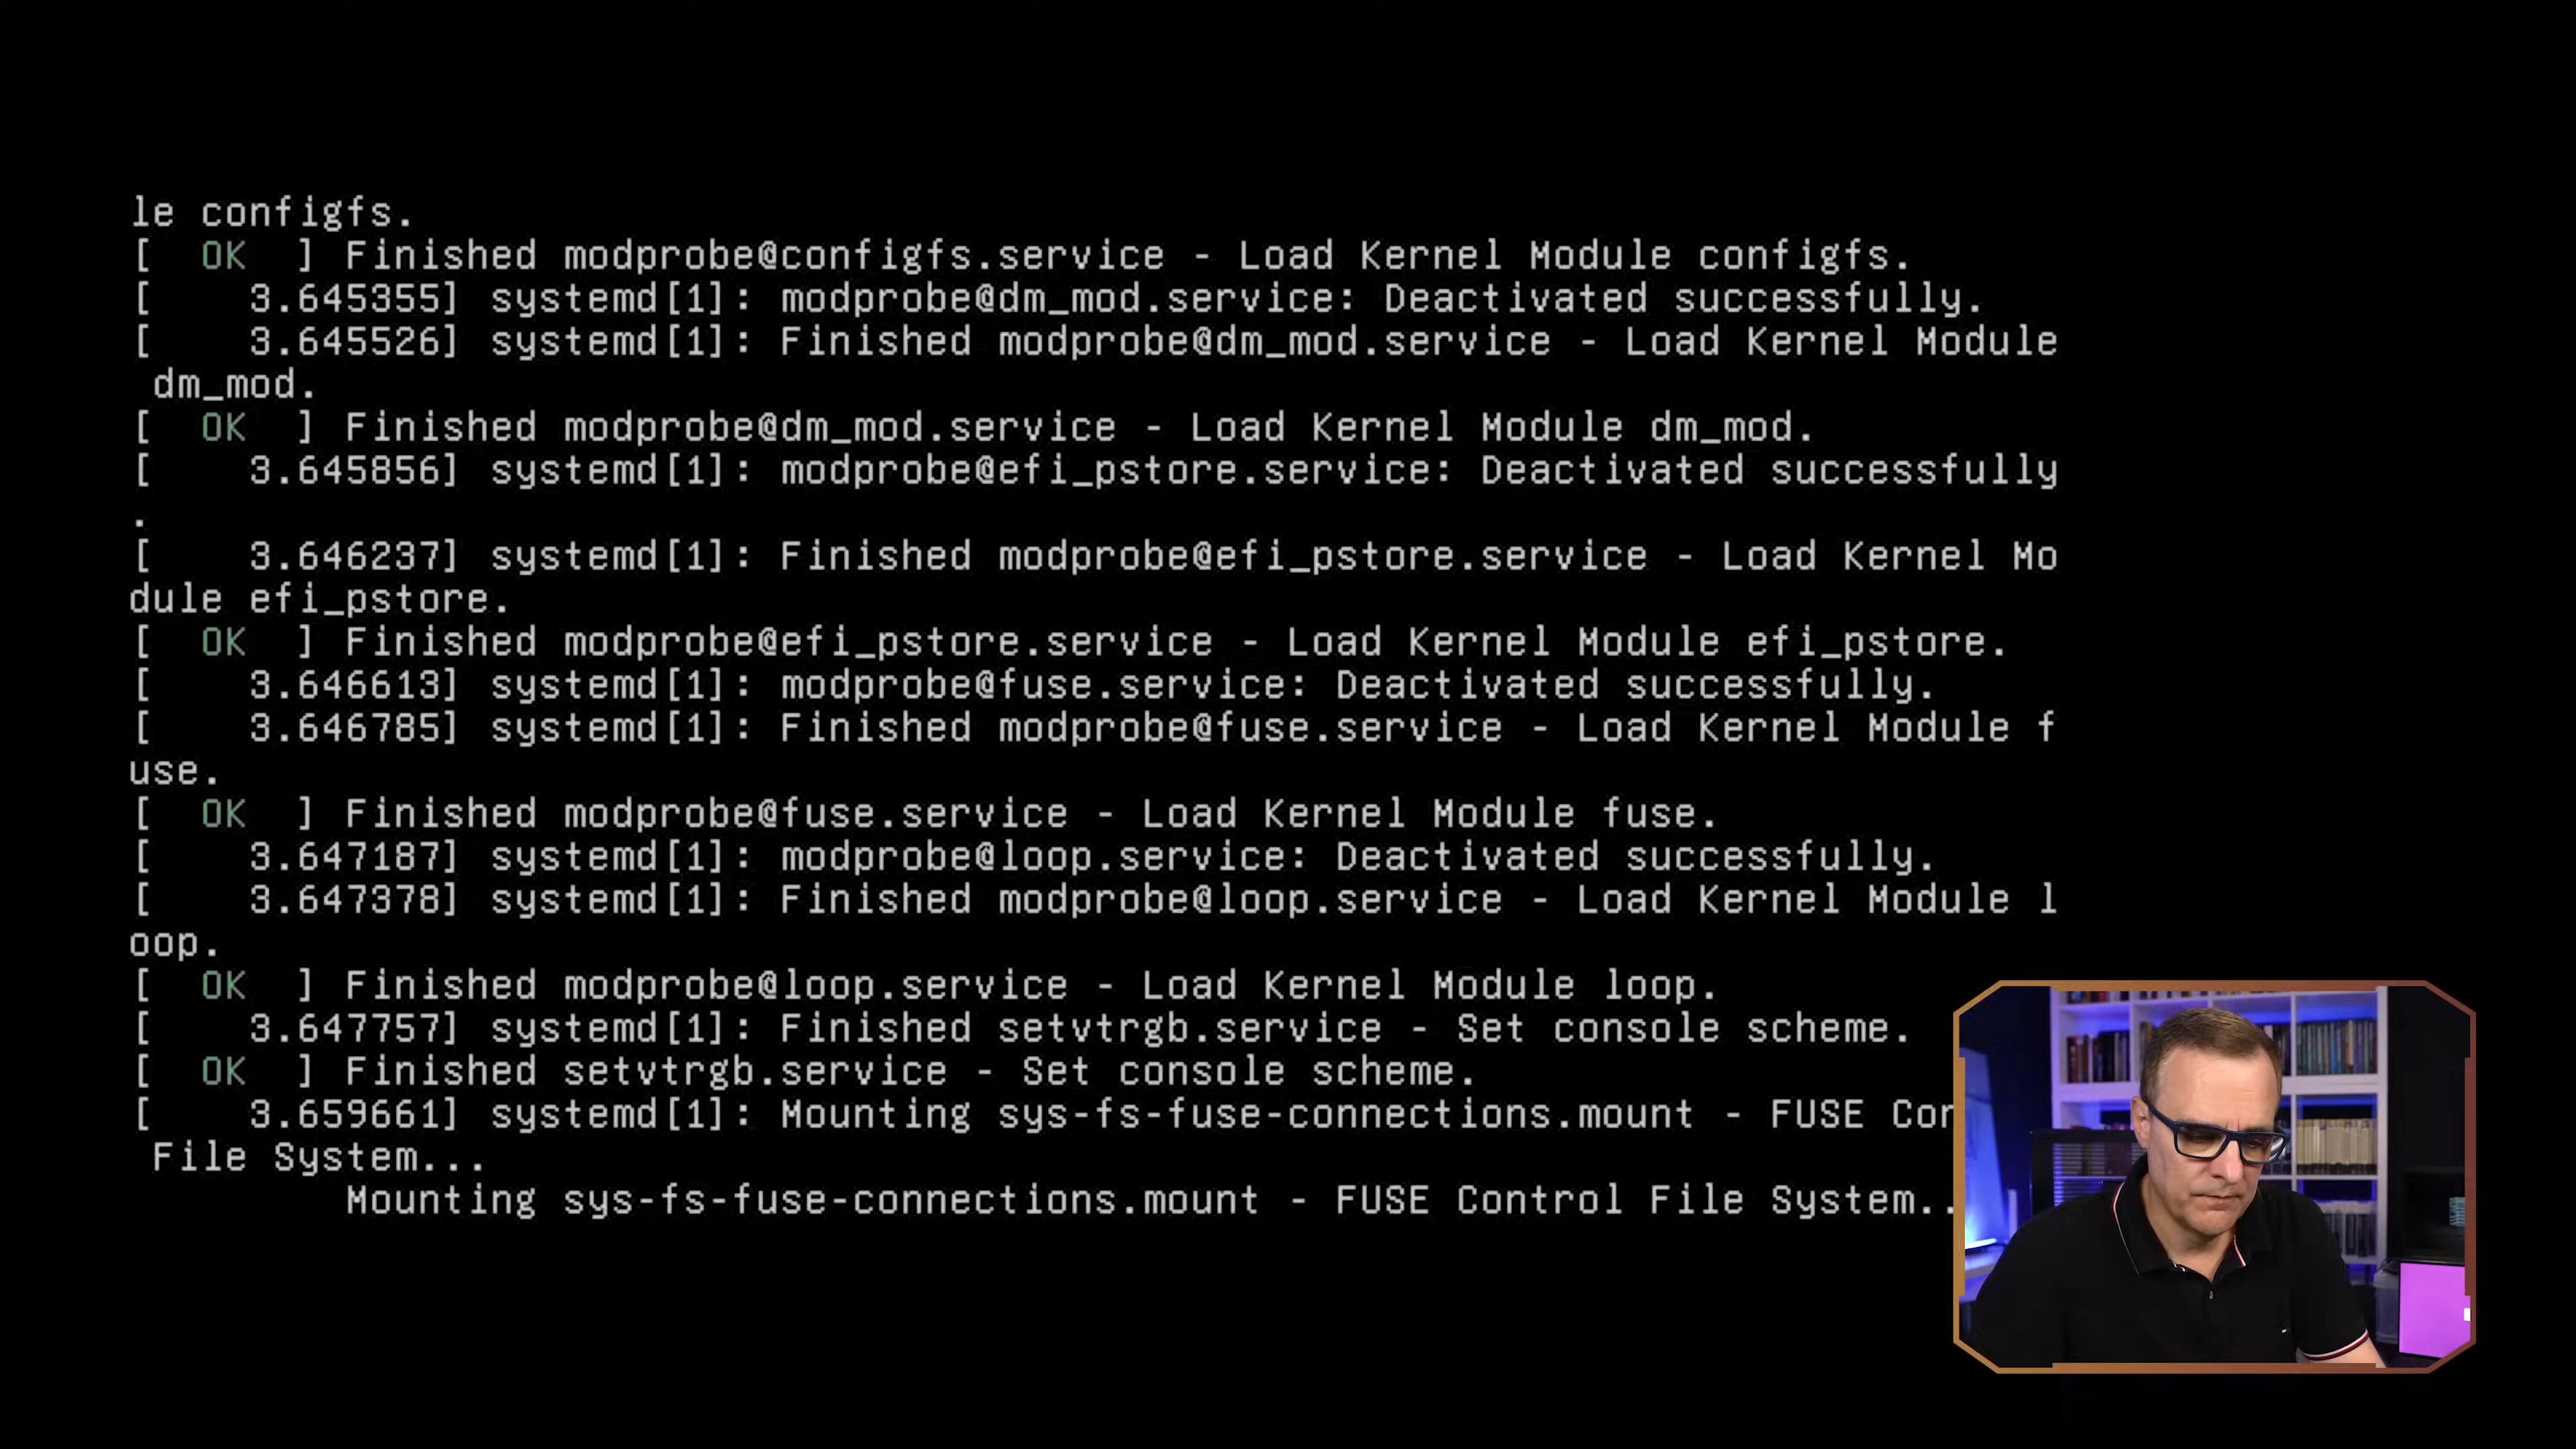 le configfs.
[  OK  ] Finished modprobe@configfs.service - Load Kernel Module configfs.
[    3.645355] systemd[1]: modprobe@dm_mod.service: Deactivated successfully.
[    3.645526] systemd[1]: Finished modprobe@dm_mod.service - Load Kernel Module
 dm_mod.
[  OK  ] Finished modprobe@dm_mod.service - Load Kernel Module dm_mod.
[    3.645856] systemd[1]: modprobe@efi_pstore.service: Deactivated successfully
.
[    3.646237] systemd[1]: Finished modprobe@efi_pstore.service - Load Kernel Mo
dule efi_pstore.
[  OK  ] Finished modprobe@efi_pstore.service - Load Kernel Module efi_pstore.
[    3.646613] systemd[1]: modprobe@fuse.service: Deactivated successfully.
[    3.646785] systemd[1]: Finished modprobe@fuse.service - Load Kernel Module f
use.
[  OK  ] Finished modprobe@fuse.service - Load Kernel Module fuse.
[    3.647187] systemd[1]: modprobe@loop.service: Deactivated successfully.
[    3.647378] systemd[1]: Finished modprobe@loop.service - Load Kernel Module l
oop.
[  OK  ] Finished modprobe@loop.service - Load Kernel Module loop.
[    3.647757] systemd[1]: Finished setvtrgb.service - Set console scheme.
[  OK  ] Finished setvtrgb.service - Set console scheme.
[    3.659661] systemd[1]: Mounting sys-fs-fuse-connections.mount - FUSE Con
 File System...
         Mounting sys-fs-fuse-connections.mount - FUSE Control File System..